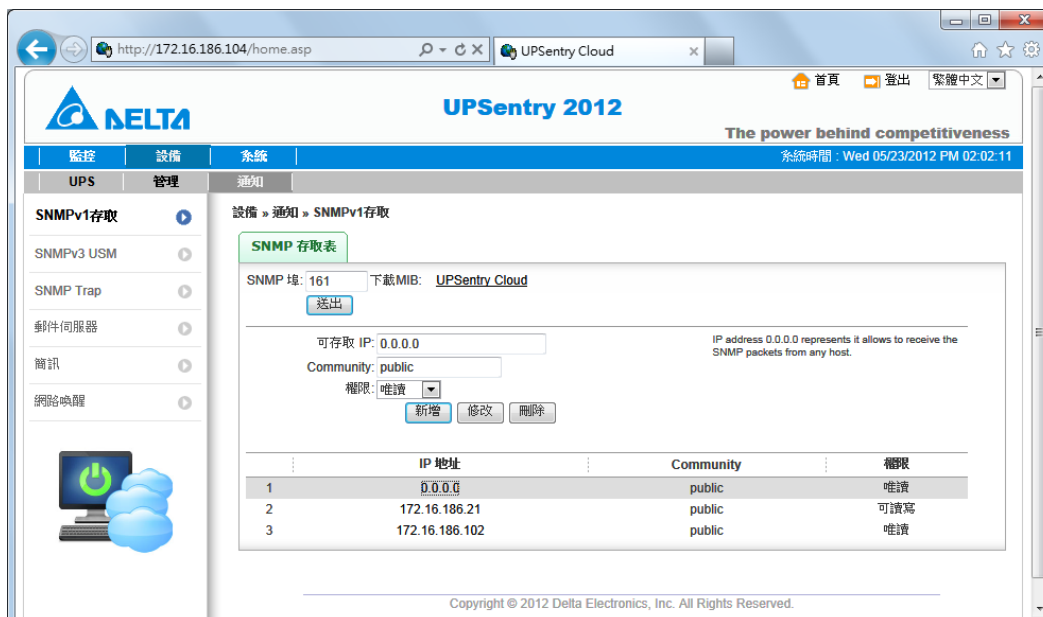 http://172.16.186.104/home.asp
UPSentry Cloud
首頁 登出 繁體中文
DELTA
UPSentry 2012
The power behind competitiveness
監控 設備 系統 系統時間 : Wed 05/23/2012 PM 02:02:11
UPS 管理 通知
SNMPv1存取
SNMPv3 USM
SNMP Trap
郵件伺服器
簡訊
網路喚醒
設備 » 通知 » SNMPv1存取
SNMP 存取表
SNMP 埠: 161 下載MIB: UPSentry Cloud
送出
可存取 IP: 0.0.0.0
IP address 0.0.0.0 represents it allows to receive the
SNMP packets from any host.
Community: public
權限: 唯讀
新增 修改 刪除
IP 地址 Community 權限
1 0.0.0.0 public 唯讀
2 172.16.186.21 public 可讀寫
3 172.16.186.102 public 唯讀
Copyright © 2012 Delta Electronics, Inc. All Rights Reserved.